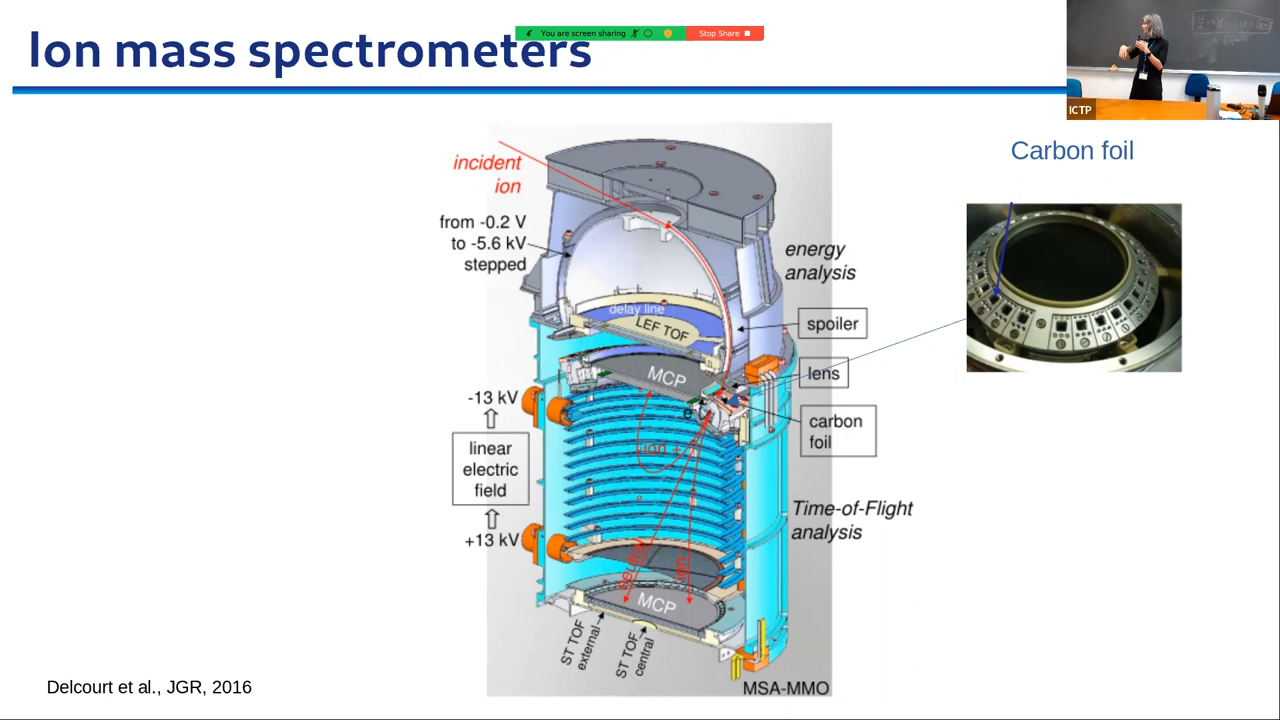 Ion mass spectrometers
You are screen sharing
Stop Share
ICTP
Carbon foil
incident
ion
from -0.2 V
to -5.6 kV
stepped
energy
analysis
delay line
LEF TOF
spoiler
MCP
lens
-13 kV
carbon
foil
linear
electric
field
ion +
Time-of-Flight
analysis
+13 kV
neutral
ion -
MCP
ST TOF
external
ST TOF
central
Delcourt et al., JGR, 2016
MSA-MMO